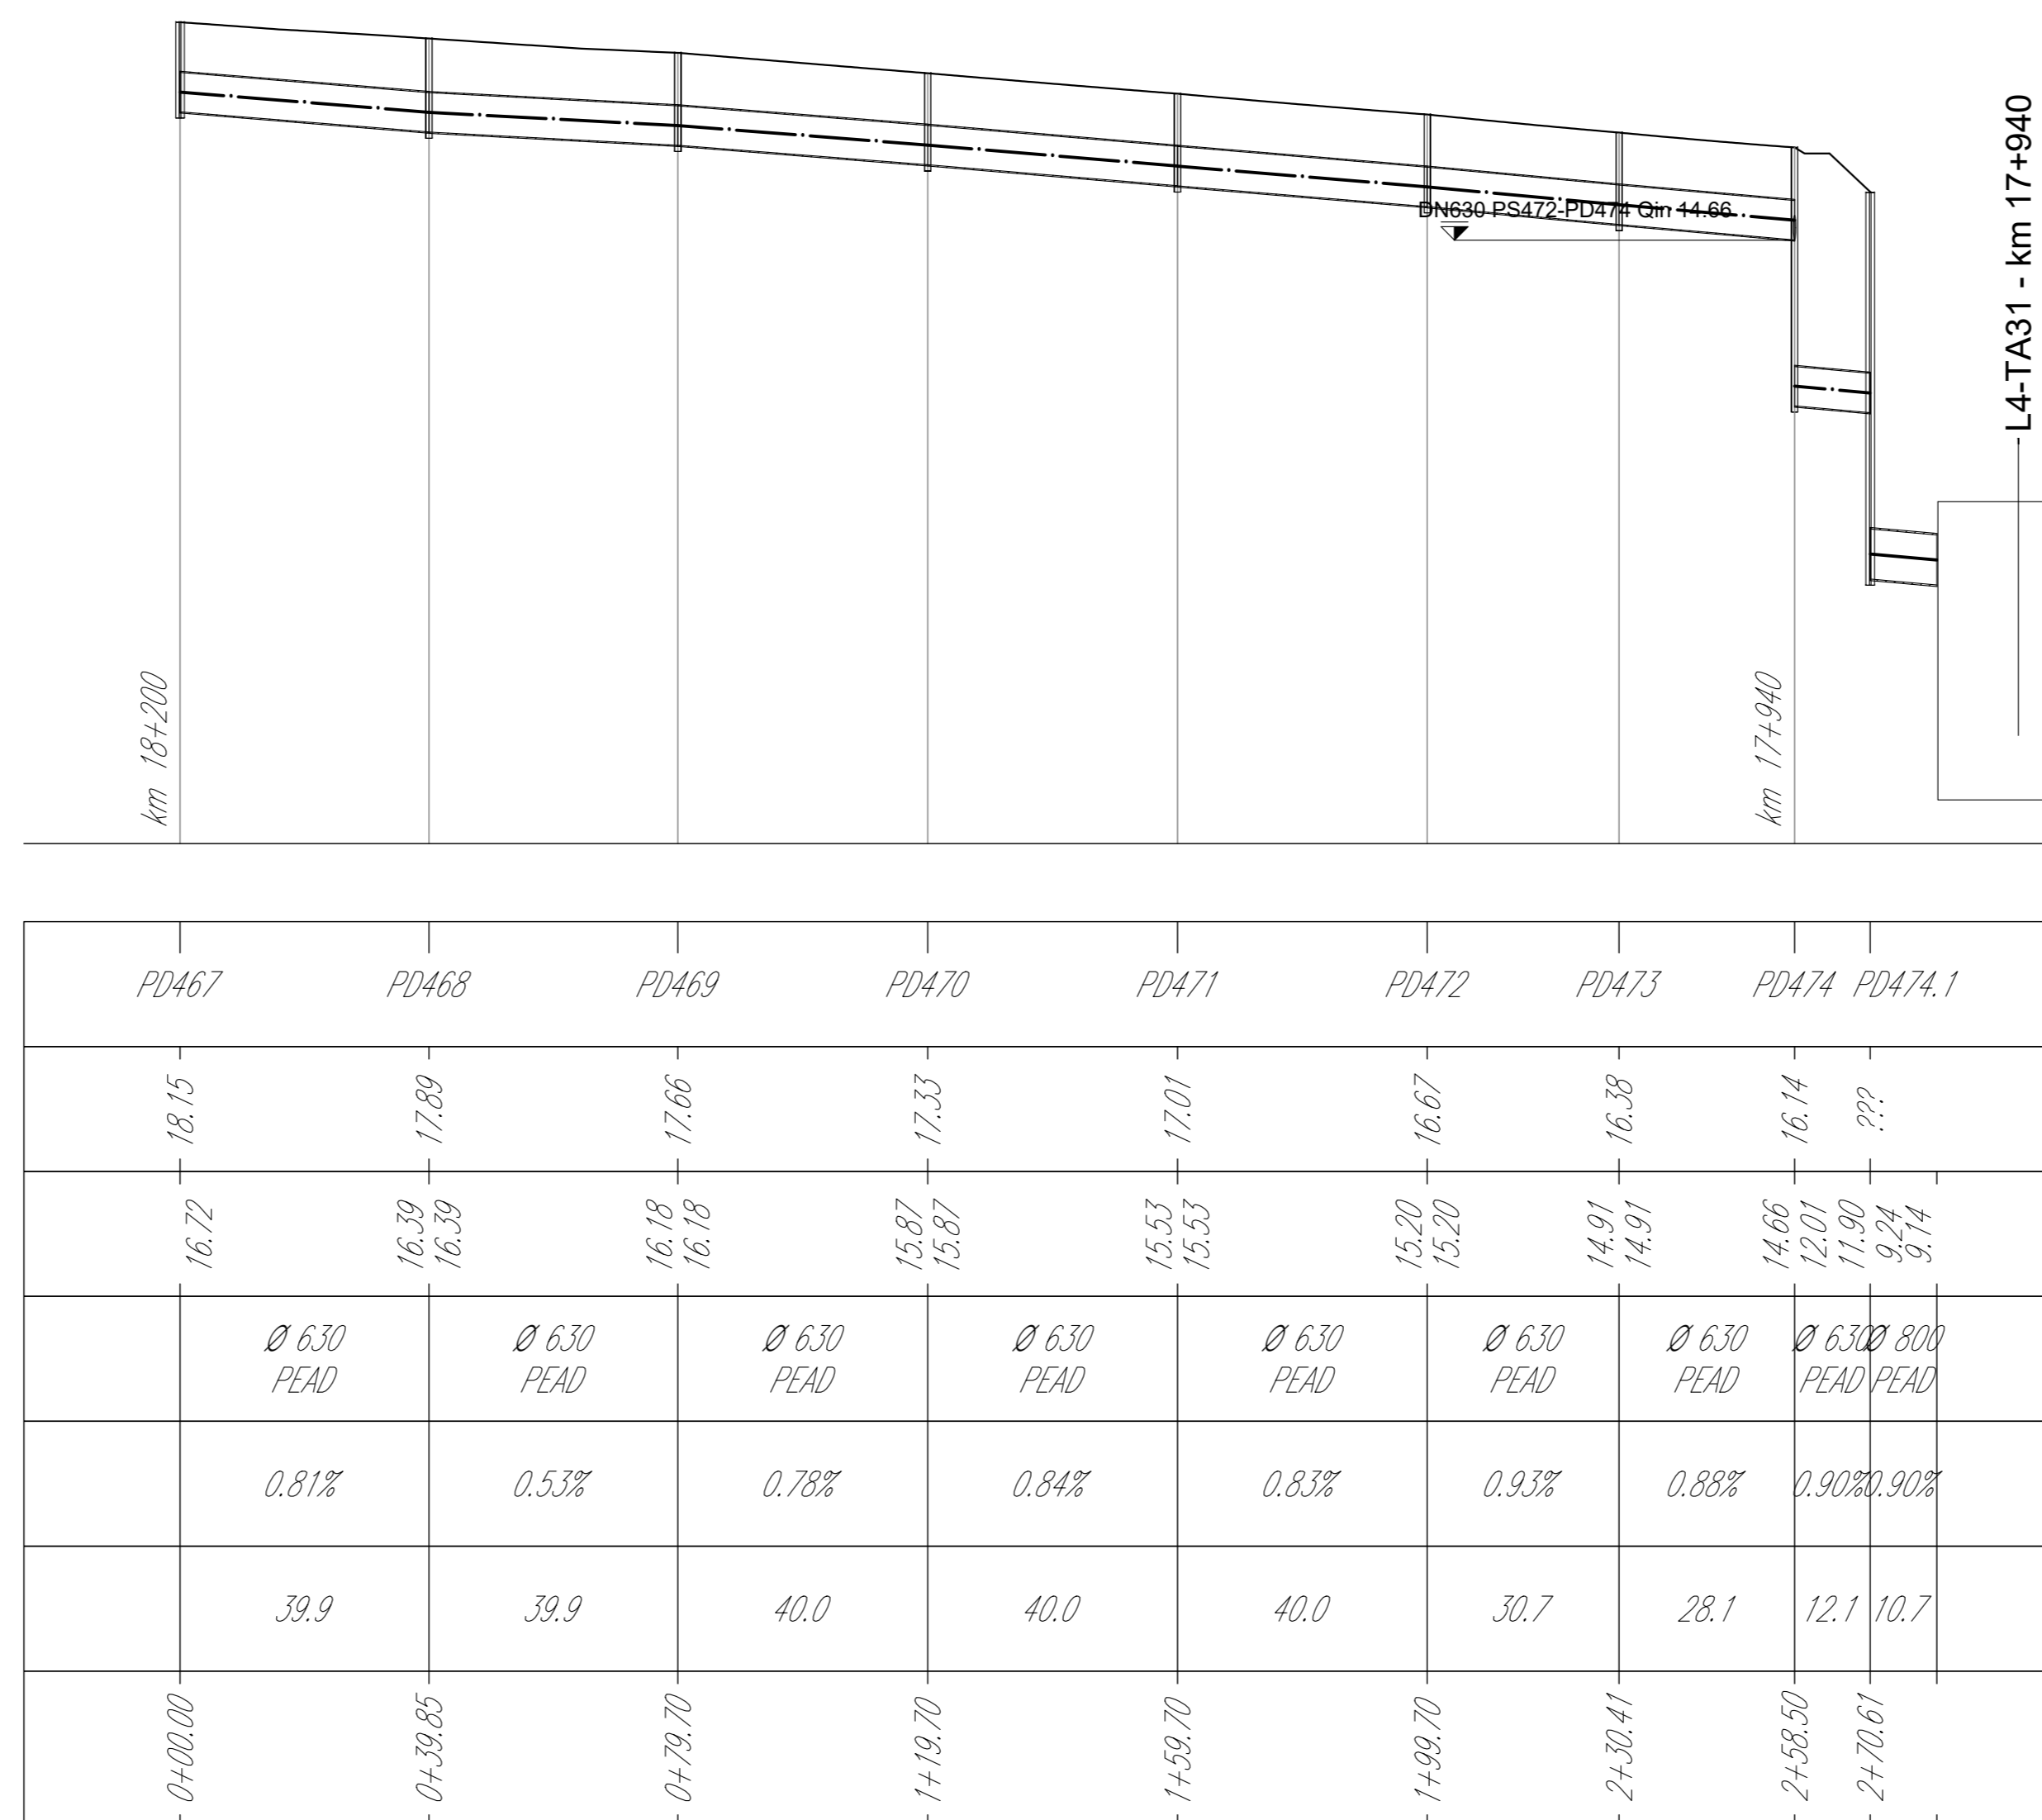 L4-TA31 - km 17+940
DN630 PS472-PD474 Qin 14.66
km 18+200
km 17+940
PD467 PD468 PD469 PD470 PD471 PD472 PD473 PD474 PD474.1
18.15 17.89 17.66 17.33 17.01 16.67 16.38 16.14 ???
16.72 16.39 16.39 16.18 16.18 15.87 15.87 15.53 15.53 15.20 15.20 14.91 14.91 14.66 12.01 11.90 9.24 9.14
Ø 630 Ø 630 Ø 630 Ø 630 Ø 630 Ø 630 Ø 630 Ø 630 Ø 800
PEAD PEAD PEAD PEAD PEAD PEAD PEAD PEAD PEAD
0.81% 0.53% 0.78% 0.84% 0.83% 0.93% 0.88% 0.90% 0.90%
39.9 39.9 40.0 40.0 40.0 30.7 28.1 12.1 10.7
0+00.00 0+39.85 0+79.70 1+19.70 1+59.70 1+99.70 2+30.41 2+58.50 2+70.61